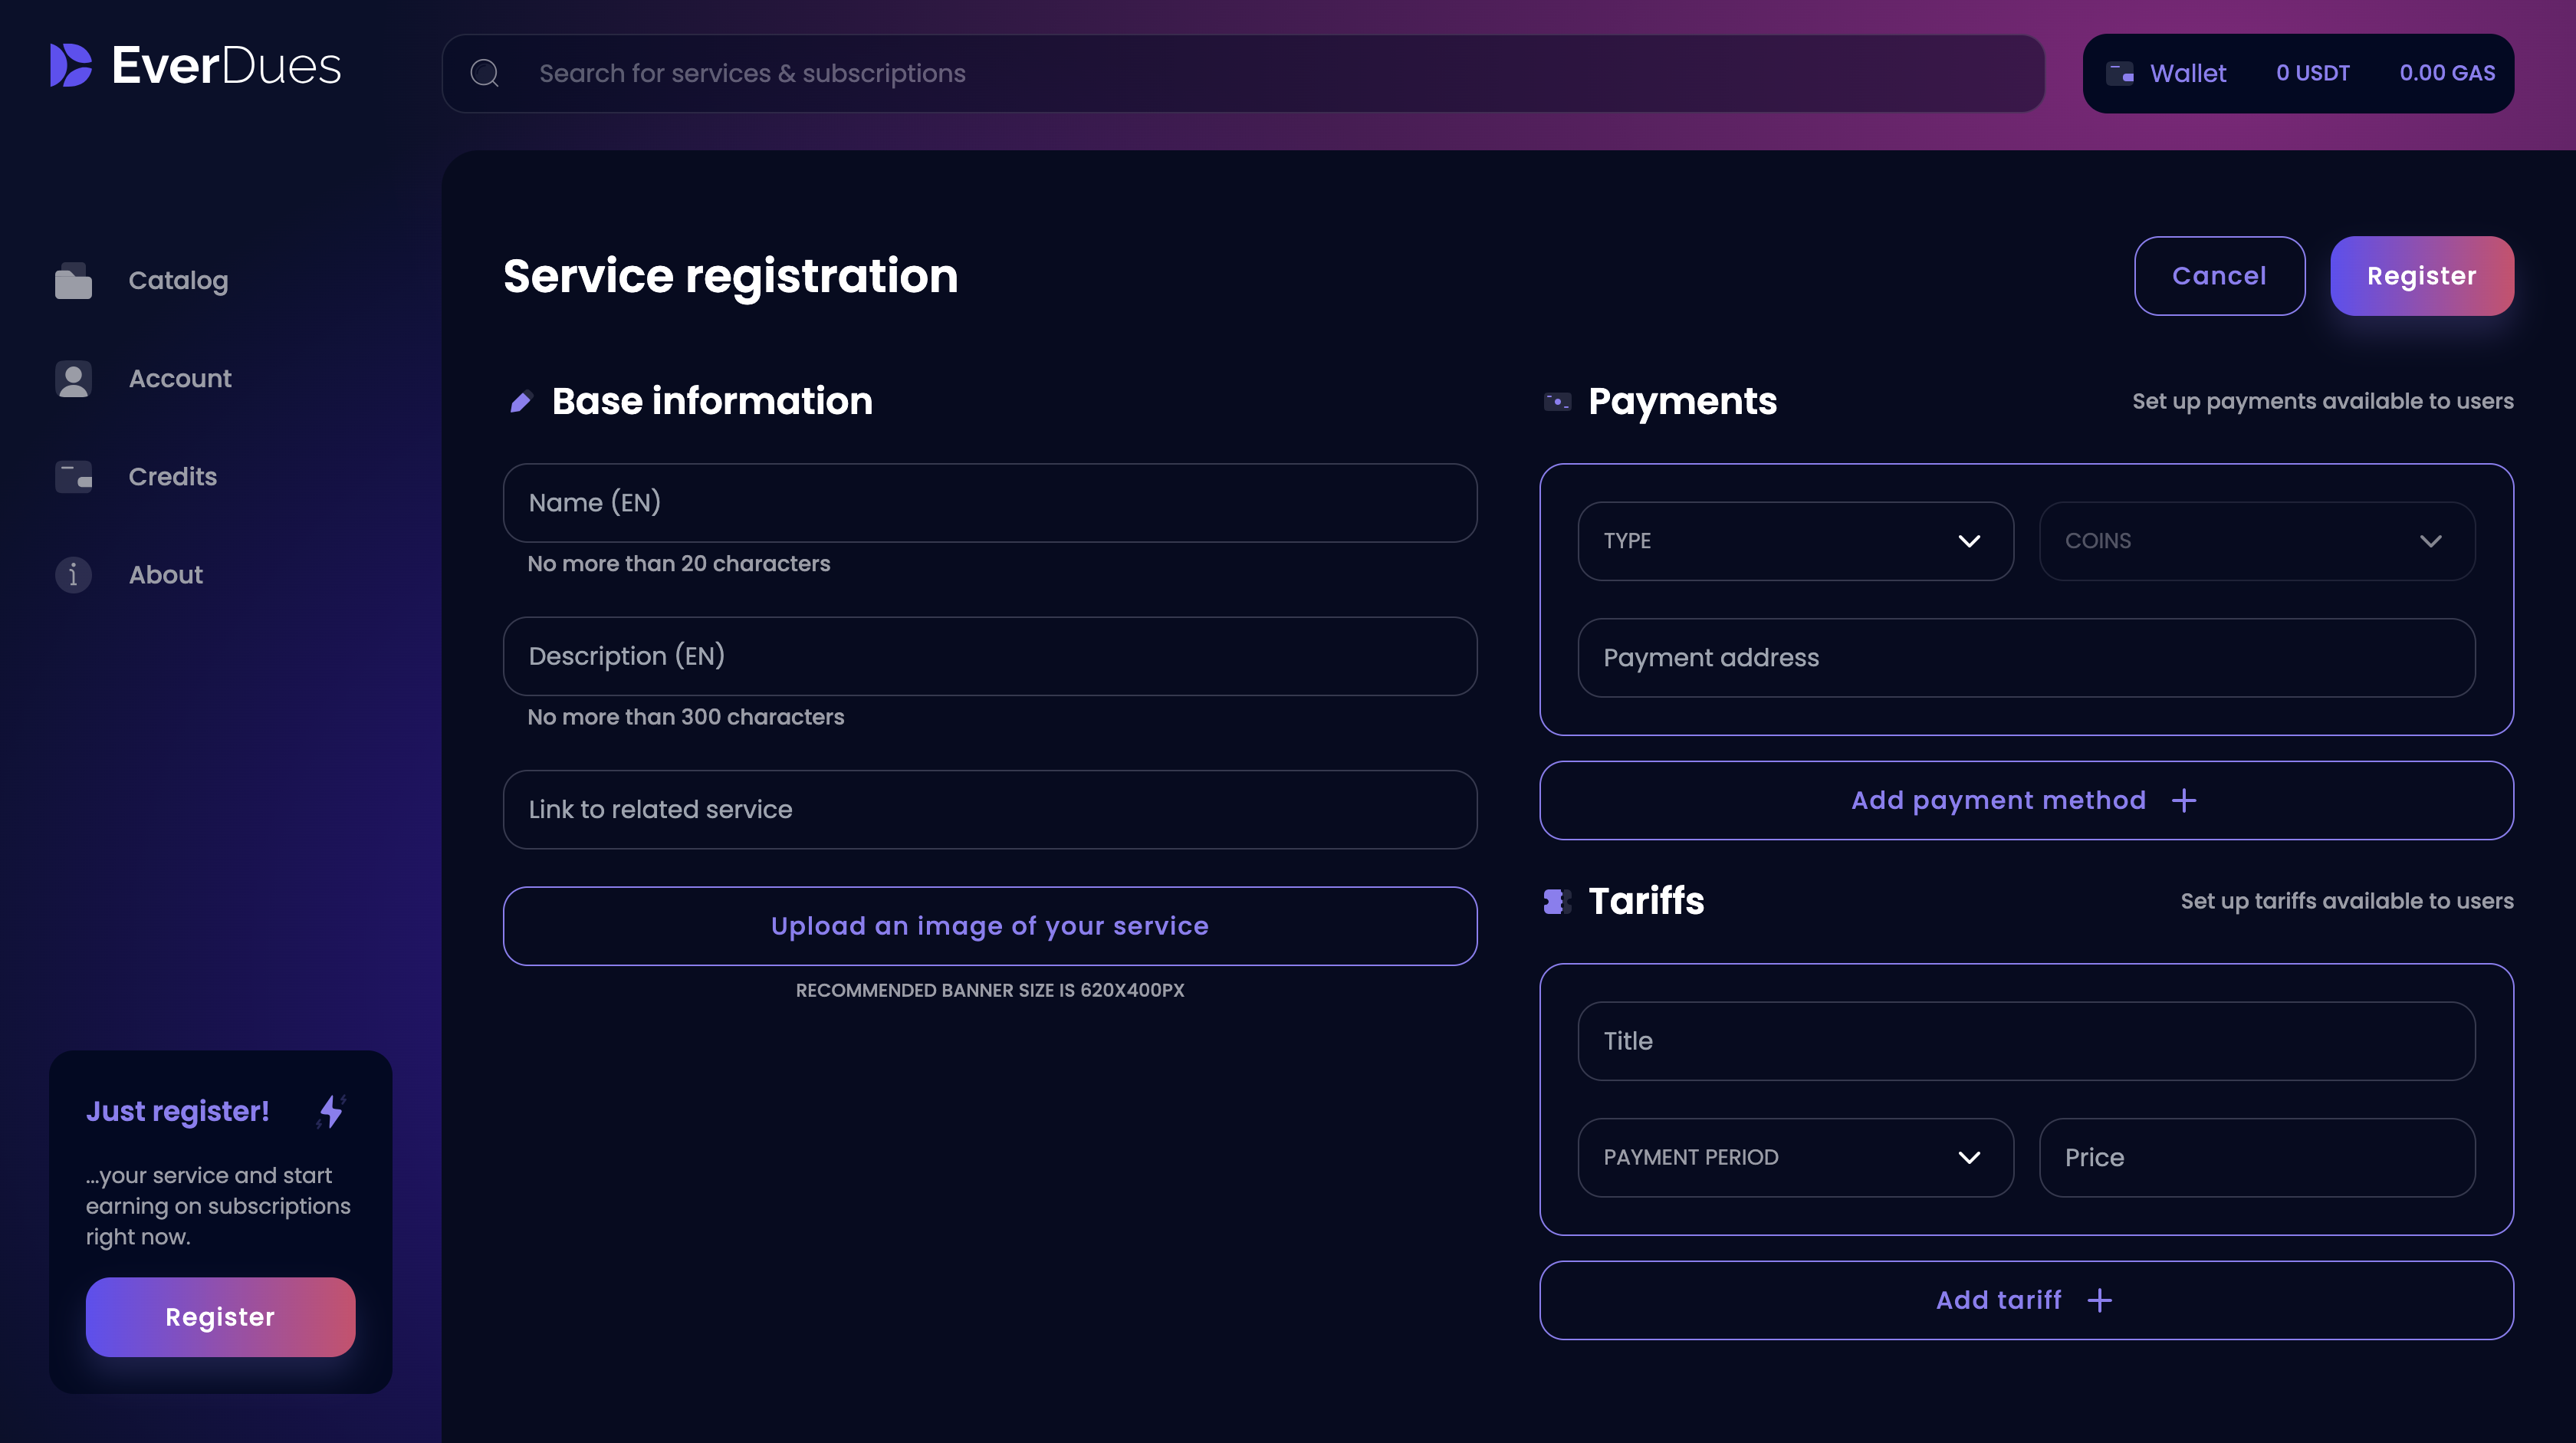 EverDues
Search for services & subscriptions
Wallet 0 USDT 0.00 GAS
Catalog
Account
Credits
About
Just register!
...your service and start
earning on subscriptions
right now.
Register
Service registration
Cancel
Register
Base information
Name (EN)
No more than 20 characters
Description (EN)
No more than 300 characters
Link to related service
Upload an image of your service
RECOMMENDED BANNER SIZE IS 620X400PX
Payments
Set up payments available to users
TYPE
COINS
Payment address
Add payment method +
Tariffs
Set up tariffs available to users
Title
PAYMENT PERIOD
Price
Add tariff +